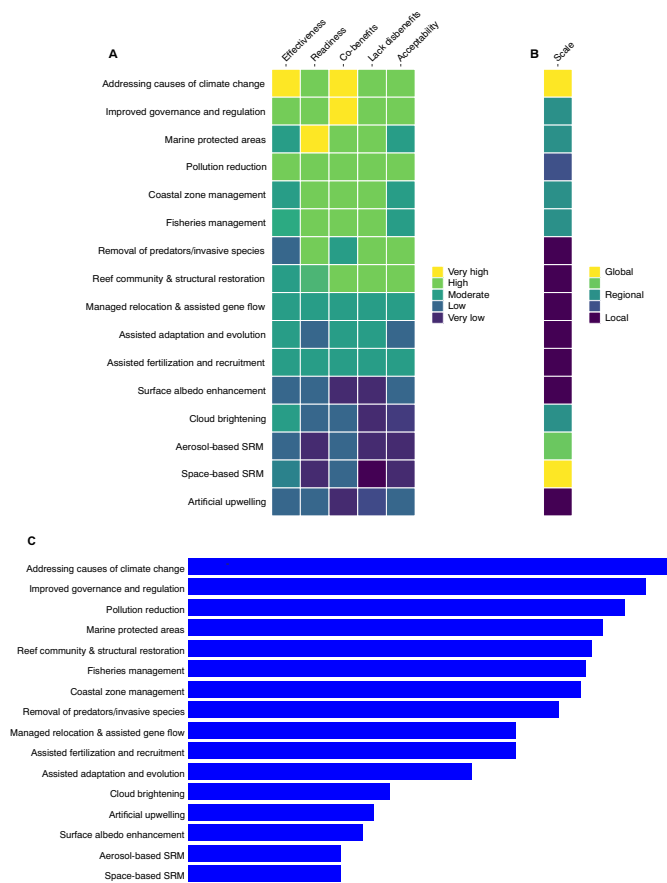 A
Effectiveness
Readiness
Co-benefits
Lack disbenefits
Acceptability
B
Scale
Addressing causes of climate change
Improved governance and regulation
Marine protected areas
Pollution reduction
Coastal zone management
Fisheries management
Removal of predators/invasive species
Reef community & structural restoration
Managed relocation & assisted gene flow
Assisted adaptation and evolution
Assisted fertilization and recruitment
Surface albedo enhancement
Cloud brightening
Aerosol-based SRM
Space-based SRM
Artificial upwelling
Very high
High
Moderate
Low
Very low
Global
Regional
Local
C
Addressing causes of climate change
Improved governance and regulation
Pollution reduction
Marine protected areas
Reef community & structural restoration
Fisheries management
Coastal zone management
Removal of predators/invasive species
Managed relocation & assisted gene flow
Assisted fertilization and recruitment
Assisted adaptation and evolution
Cloud brightening
Artificial upwelling
Surface albedo enhancement
Aerosol-based SRM
Space-based SRM